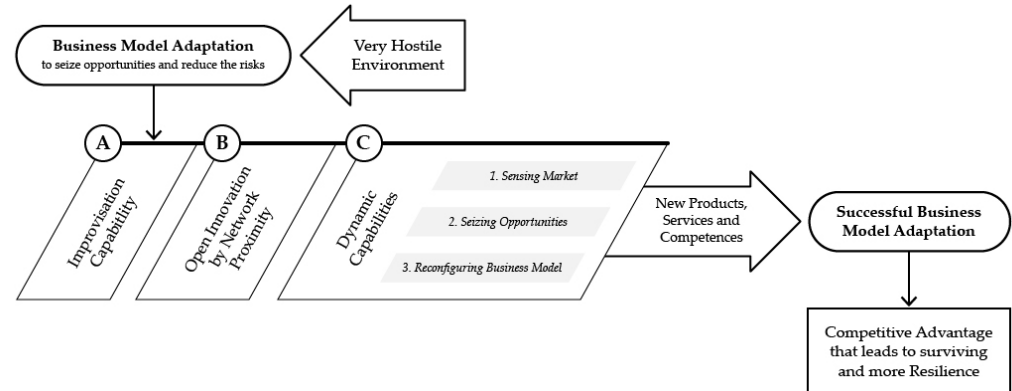 Business Model Adaptation
to seize opportunities and reduce the risks
Very Hostile
Environment
A
B
C
Improvisation
Capabtlity
Open Innovation
by Network
Proximity
Dynamic
Capabilities
1. Sensing Market
2. Seizing Opportunities
3. Reconfiguring Business Model
New Products,
Services and
Competences
Successful Business
Model Adaptation
Competitive Advantage
that leads to surviving
and more Resilience